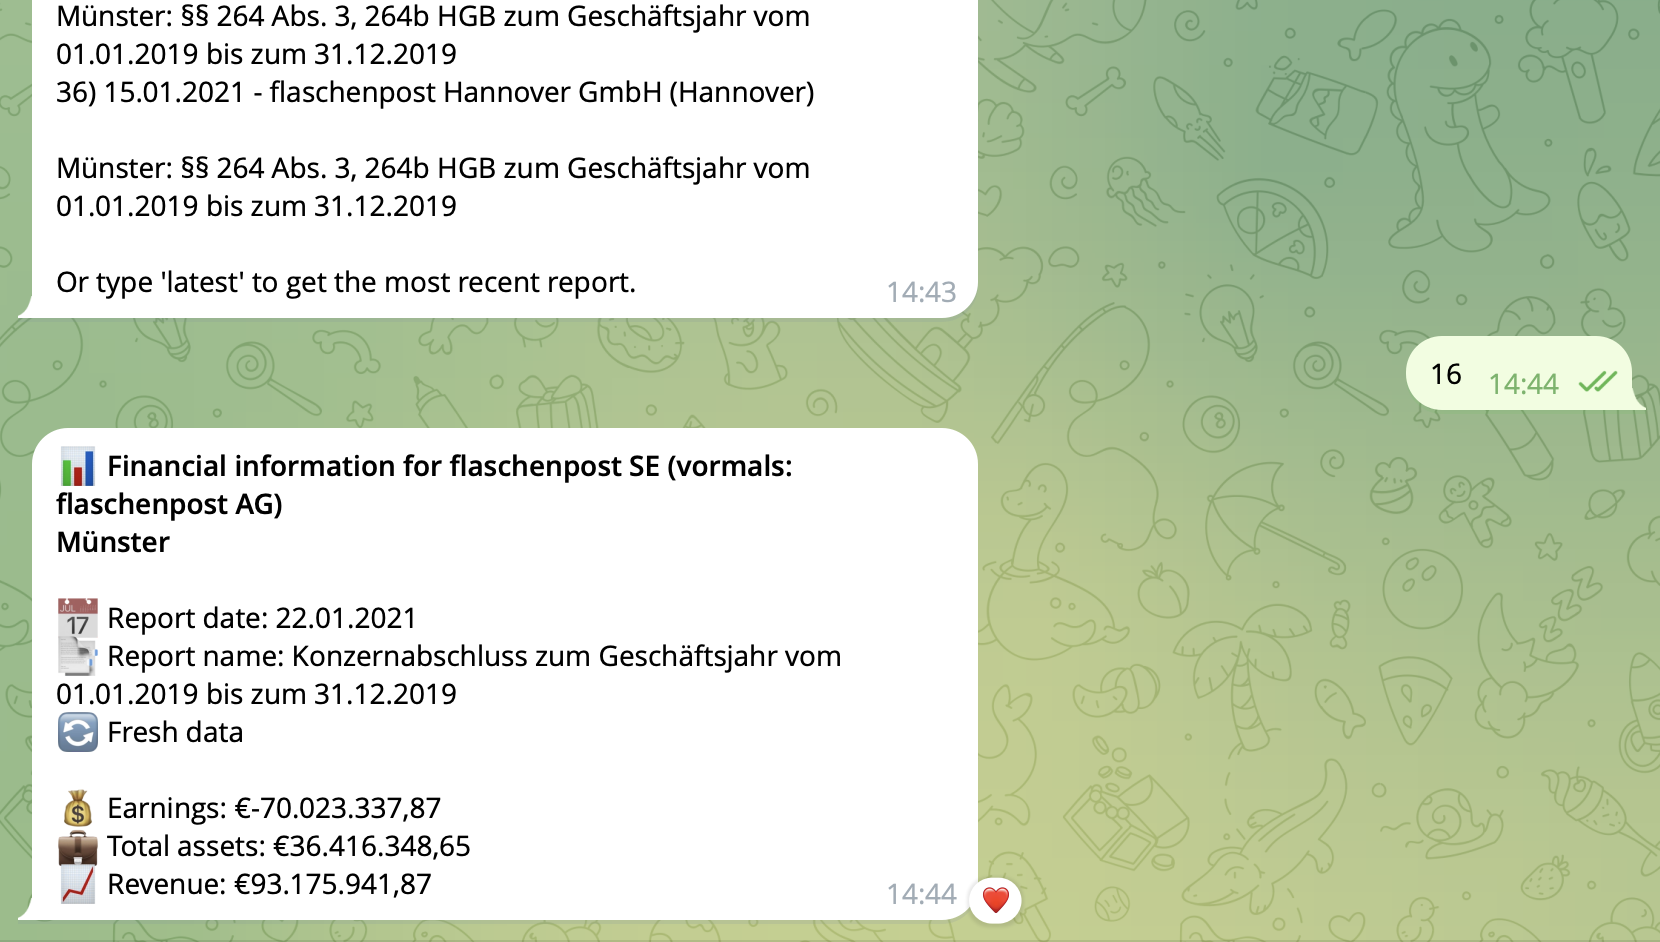 Münster: §§ 264 Abs. 3, 264b HGB zum Geschäftsjahr vom
01.01.2019 bis zum 31.12.2019
36) 15.01.2021 - flaschenpost Hannover GmbH (Hannover)
Münster: §§ 264 Abs. 3, 264b HGB zum Geschäftsjahr vom
01.01.2019 bis zum 31.12.2019
Or type 'latest' to get the most recent report.
14:43
16 14:44
Financial information for flaschenpost SE (vormals:
flaschenpost AG)
Münster
JUL
17
Report date: 22.01.2021
Report name: Konzernabschluss zum Geschäftsjahr vom
01.01.2019 bis zum 31.12.2019
Fresh data
Earnings: €-70.023.337,87
Total assets: €36.416.348,65
Revenue: €93.175.941,87
14:44